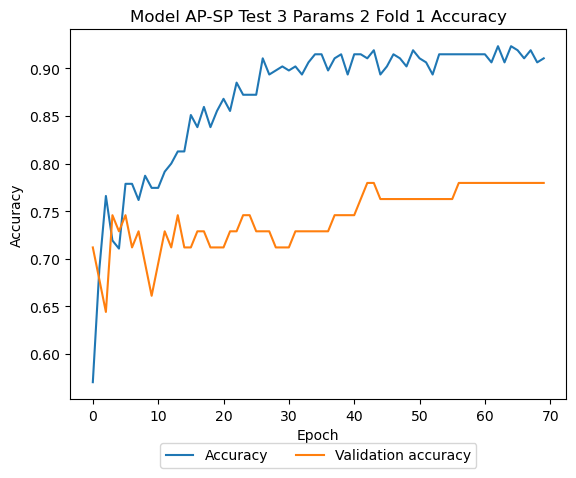 Model AP-SP Test 3 Params 2 Fold 1 Accuracy
Accuracy
0.90
0.85
0.80
0.75
0.70
0.65
0.60
0 10 20 30 40 50 60 70
Epoch
Accuracy Validation accuracy